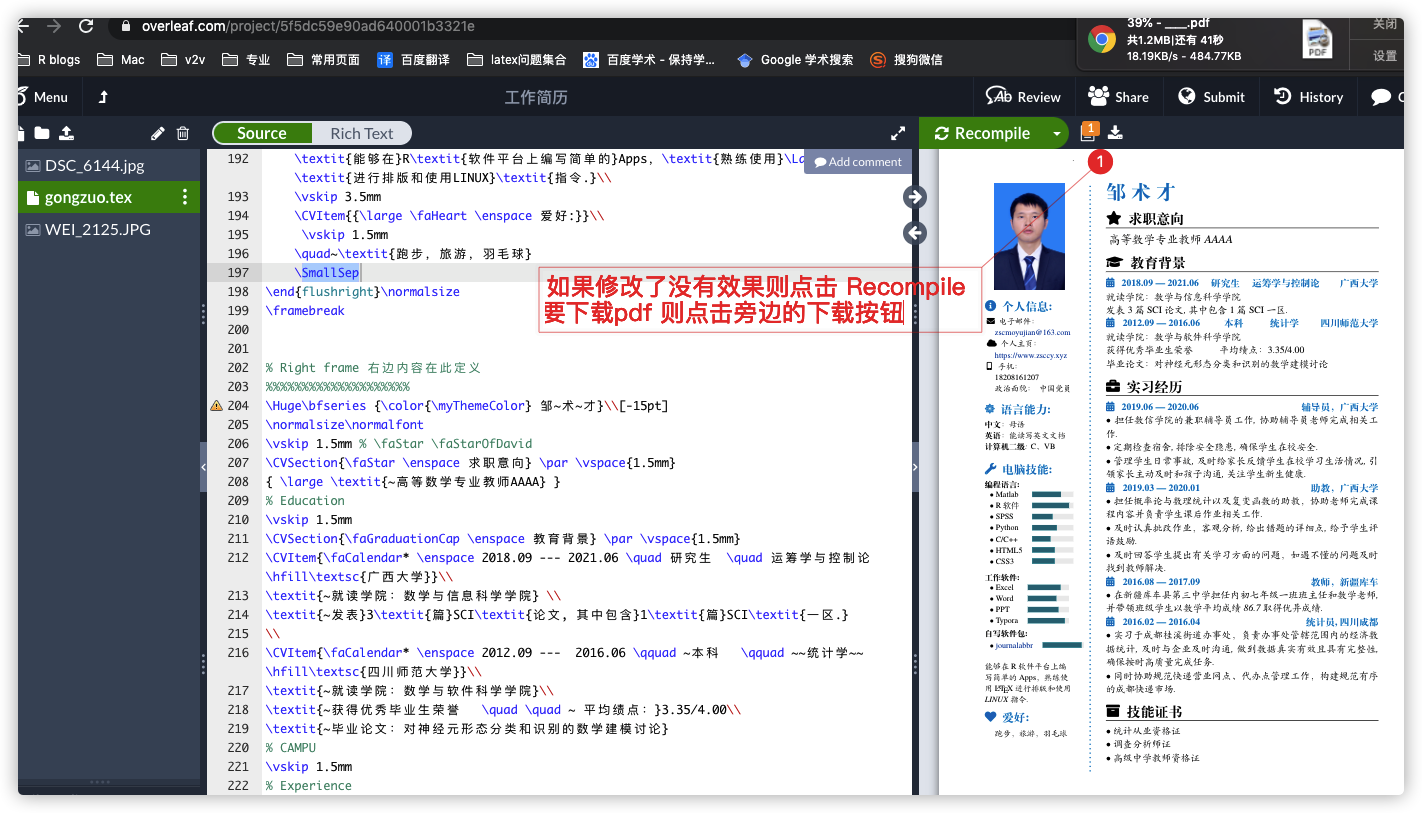 overleaf.com/project/5f5dc59e90ad640001b3321e
39% - ____.pdf
共1.2MB|还有 41秒
18.19KB/s - 484.77KB
PDF
关闭
设置
R blogs Mac v2v 专业 常用页面 译 百度翻译 latex问题集合 百度学术 - 保持学... Google 学术搜索 搜狗微信
Menu 工作简历 Review Share Submit History C
Source Rich Text Recompile 1
DSC_6144.jpg
gongzuo.tex
WEI_2125.JPG
Add comment
192 \textit{能够在}R\textit{软件平台上编写简单的}Apps，\textit{熟练使用}\La
\textit{进行排版和使用LINUX}\textit{指令.}\\
193 \vskip 3.5mm
194 \CVItem{{\large \faHeart \enspace 爱好:}}\\
195 \vskip 1.5mm
196 \quad~\textit{跑步，旅游，羽毛球}
197 \SmallSep
198 \end{flushright}\normalsize
199 \framebreak
200
201
202 % Right frame 右边内容在此定义
203 %%%%%%%%%%%%%%%%%%%%
204 \Huge\bfseries {\color{\myThemeColor} 邹~术~才}\\[-15pt]
205 \normalsize\normalfont
206 \vskip 1.5mm % \faStar \faStarOfDavid
207 \CVSection{\faStar \enspace 求职意向} \par \vspace{1.5mm}
208 { \large \textit{~高等数学专业教师AAAA} }
209 % Education
210 \vskip 1.5mm
211 \CVSection{\faGraduationCap \enspace 教育背景} \par \vspace{1.5mm}
212 \CVItem{\faCalendar* \enspace 2018.09 --- 2021.06 \quad 研究生 \quad 运筹学与控制论
\hfill\textsc{广西大学}}\\
213 \textit{~就读学院：数学与信息科学学院} \\
214 \textit{~发表}3\textit{篇}SCI\textit{论文，其中包含}1\textit{篇}SCI\textit{一区.}
215 \\
216 \CVItem{\faCalendar* \enspace 2012.09 --- 2016.06 \qquad ~本科 \qquad ~~统计学~~
\hfill\textsc{四川师范大学}}\\
217 \textit{~就读学院：数学与软件科学学院}\\
218 \textit{~获得优秀毕业生荣誉 \quad \quad ~ 平均绩点：}3.35/4.00\\
219 \textit{~毕业论文：对神经元形态分类和识别的数学建模讨论}
220 % CAMPU
221 \vskip 1.5mm
222 % Experience
1
如果修改了没有效果则点击 Recompile
要下载pdf 则点击旁边的下载按钮
个人信息:
电子邮件:
zscmoyujian@163.com
个人主页:
https://www.zsccy.xyz
手机:
18208161207
政治面貌: 中国党员
语言能力:
中文: 母语
英语: 能读写英文文档
计算机二级: C、VB
电脑技能:
编程语言:
• Matlab
• R 软件
• SPSS
• Python
• C/C++
• HTML5
• CSS3
工作软件:
• Excel
• Word
• PPT
• Typora
自写软件包:
• journalabbr
能够在 R 软件平台上编
写简单的 Apps，熟练使
用 LATEX 进行排版和使用
LINUX 指令.
爱好:
跑步，旅游，羽毛球
邹 术 才
求职意向
高等数学专业教师 AAAA
教育背景
2018.09 — 2021.06 研究生 运筹学与控制论 广西大学
就读学院：数学与信息科学学院
发表 3 篇 SCI 论文, 其中包含 1 篇 SCI 一区.
2012.09 — 2016.06 本科 统计学 四川师范大学
就读学院：数学与软件科学学院
获得优秀毕业生荣誉 平均绩点：3.35/4.00
毕业论文：对神经元形态分类和识别的数学建模讨论
实习经历
2019.06 — 2020.06 辅导员，广西大学
• 担任数信学院的兼职辅导员工作, 协助辅导员老师完成相关工
作.
• 定期检查宿舍, 排除安全隐患, 确保学生在校安全.
• 管理学生日常事故, 及时给家长反馈学生在校学习生活情况, 引
领家长主动及时和孩子沟通, 关注学生新生健康.
2019.03 — 2020.01 助教，广西大学
• 担任概率论与数理统计以及复变函数的助教，协助老师完成课
程内容并负责学生课后作业相关工作.
• 及时认真批改作业，客观分析, 给出措题的详细点, 给予学生评
语鼓励.
• 及时回答学生提出有关学习方面的问题，如遇不懂的问题及时
找到教师解决.
2016.08 — 2017.09 教师，新疆库车
• 在新疆库车县第三中学担任内初七年级一班班主任和数学老师,
并带领班级学生以数学平均成绩 86.7 取得优异成绩.
2016.02 — 2016.04 统计员, 四川成都
• 实习于成都桂溪街道办事处，负责办事处管辖范围内的经济数
据统计, 及时与企业及时沟通, 做到数据真实有效且具有完整性,
确保按时高质量完成任务.
• 同时协助规范快递营业网点、代办点管理工作，构建规范有序
的成都快递市场.
技能证书
• 统计从业资格证
• 调查分析师证
• 高级中学教师资格证